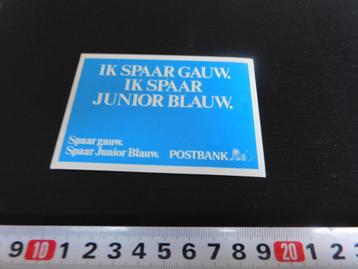 IK SPAAR GAUW.
IK SPAAR
JUNIOR BLAUW.
Spaar gauw.
Spaar Junior Blauw. POSTBANK
9 10 1 2 3 4 5 6 7 8 9 20 1 2